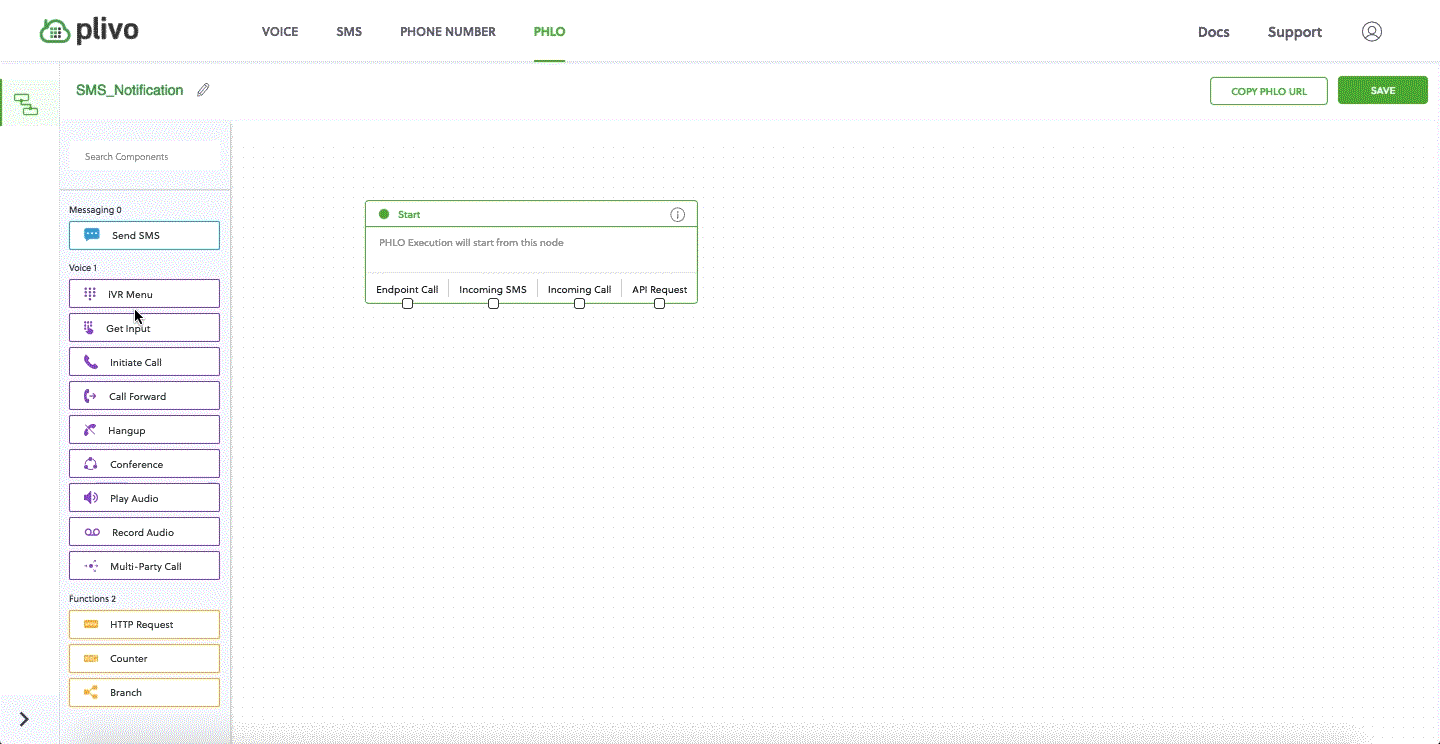 plivo
VOICE SMS PHONE NUMBER PHLO Docs Support
SMS_Notification
COPY PHLO URL SAVE
Search Components
Messaging 0
Send SMS
Voice 1
IVR Menu
Get Input
Initiate Call
Call Forward
Hangup
Conference
Play Audio
Record Audio
Multi-Party Call
Functions 2
HTTP Request
Counter
Branch
Start
PHLO Execution will start from this node
Endpoint Call Incoming SMS Incoming Call API Request